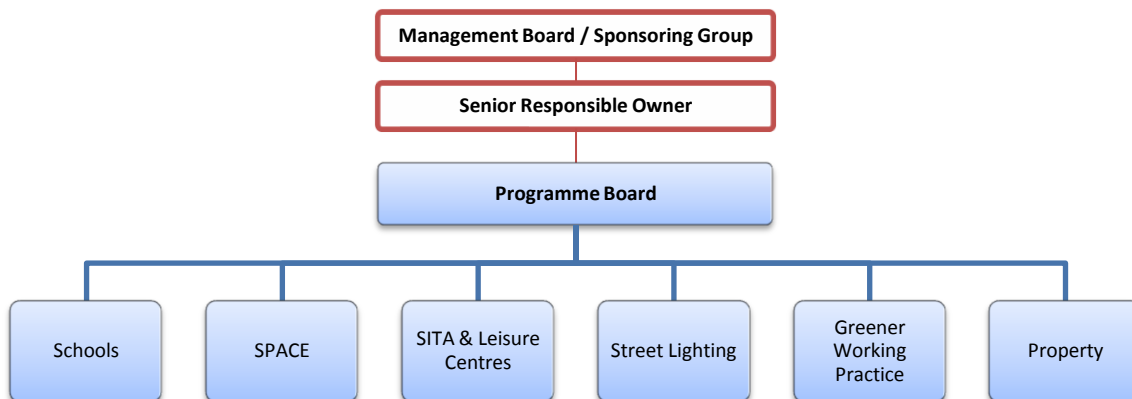 Management Board / Sponsoring Group
Senior Responsible Owner
Programme Board
Schools
SPACE
SITA & Leisure
Centres
Street Lighting
Greener
Working
Practice
Property